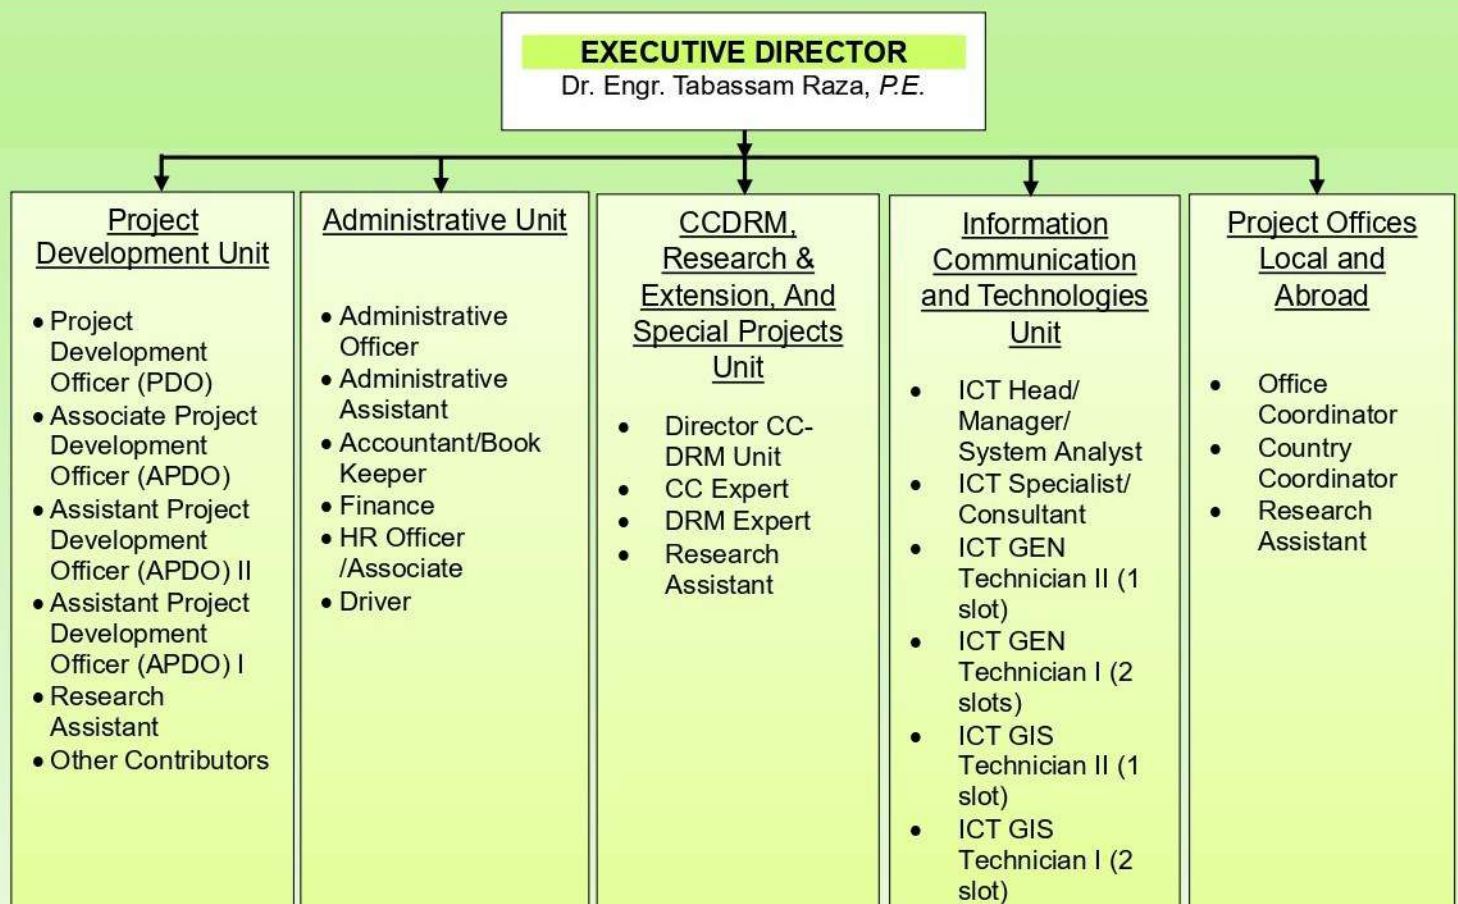 EXECUTIVE DIRECTOR
Dr. Engr. Tabassam Raza, P.E.
Project
Development Unit
• Project
Development
Officer (PDO)
• Associate Project
Development
Officer (APDO)
• Assistant Project
Development
Officer (APDO) II
• Assistant Project
Development
Officer (APDO) I
• Research
Assistant
• Other Contributors
Administrative Unit
• Administrative
Officer
• Administrative
Assistant
• Accountant/Book
Keeper
• Finance
• HR Officer
/Associate
• Driver
CCDRM,
Research &
Extension, And
Special Projects
Unit
• Director CC-
DRM Unit
• CC Expert
• DRM Expert
• Research
Assistant
Information
Communication
and Technologies
Unit
• ICT Head/
Manager/
System Analyst
• ICT Specialist/
Consultant
• ICT GEN
Technician II (1
slot)
• ICT GEN
Technician I (2
slots)
• ICT GIS
Technician II (1
slot)
• ICT GIS
Technician I (2
slot)
Project Offices
Local and
Abroad
• Office
Coordinator
• Country
Coordinator
• Research
Assistant